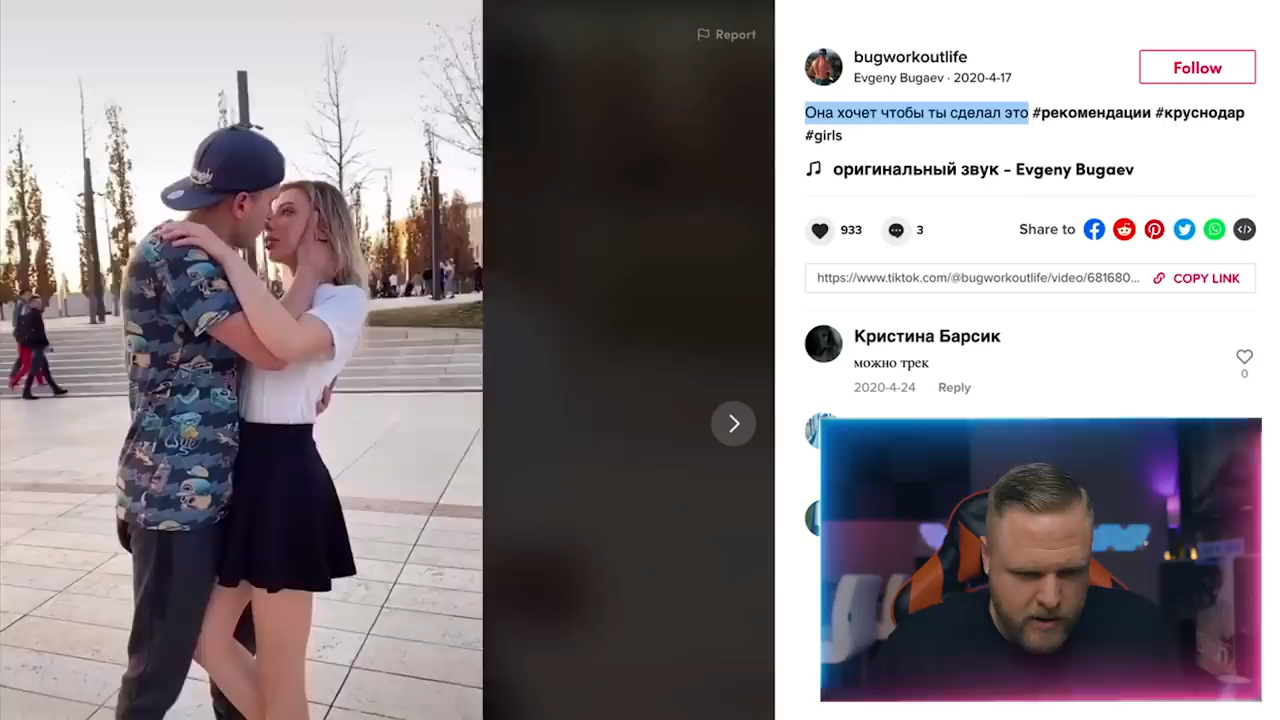 Report
bugworkoutlife
Evgeny Bugaev · 2020-4-17
Follow
Она хочет чтобы ты сделал это #рекомендации #круснодар
#girls
оригинальный звук - Evgeny Bugaev
933
3
Share to
https://www.tiktok.com/@bugworkoutlife/video/681680...
COPY LINK
Кристина Барсик
можно трек
0
2020-4-24
Reply